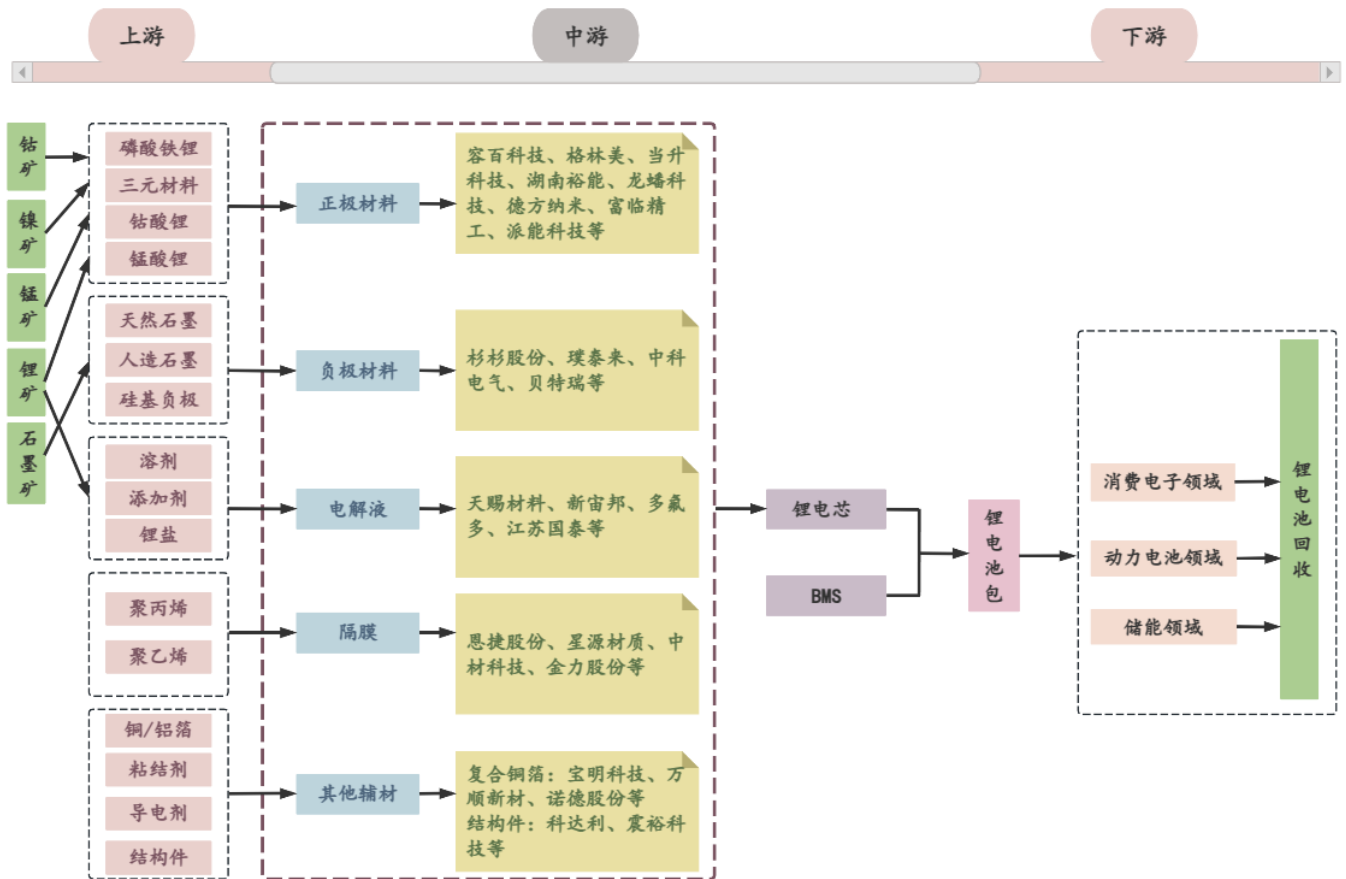 上游
中游
下游
钴矿
镍矿
锰矿
锂矿
石墨矿
磷酸铁锂
三元材料
钴酸锂
锰酸锂
天然石墨
人造石墨
硅基负极
溶剂
添加剂
锂盐
聚丙烯
聚乙烯
铜/铝箔
粘结剂
导电剂
结构件
正极材料
容百科技、格林美、当升
科技、湖南裕能、龙蟠科
技、德方纳米、富临精
工、派能科技等
负极材料
杉杉股份、璞泰来、中科
电气、贝特瑞等
电解液
天赐材料、新宙邦、多氟
多、江苏国泰等
隔膜
恩捷股份、星源材质、中
材科技、金力股份等
其他辅材
复合铜箔：宝明科技、万
顺新材、诺德股份等
结构件：科达利、震裕科
技等
锂电芯
BMS
锂电池包
消费电子领域
动力电池领域
储能领域
锂电池回收